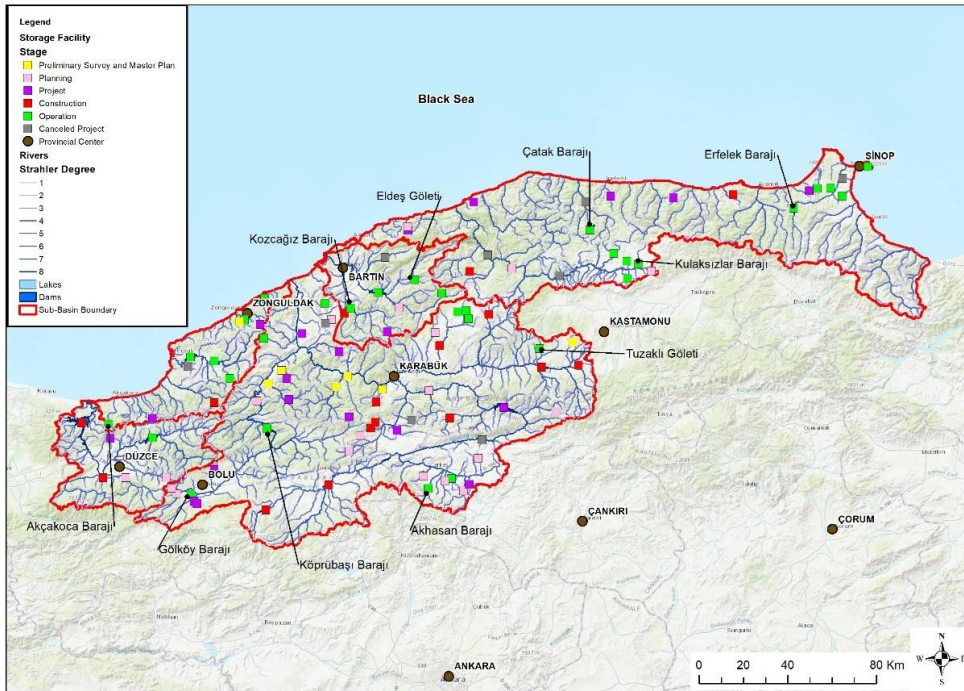 Legend
Storage Facility
Stage
Preliminary Survey and Master Plan
Planning
Project
Construction
Operation
Canceled Project
Provincial Center
Rivers
Strahler Degree
1
2
3
4
5
6
7
8
Lakes
Dams
Sub-Basin Boundary
Black Sea
Çatak Barajı
Erfelek Barajı
SİNOP
Eldeş Göleti
Kozcağız Barajı
BARTIN
Kulaksızlar Barajı
ZONGULDAK
KASTAMONU
Tuzaklı Göleti
KARABÜK
DÜZCE
BOLU
Akçakoca Barajı
Gölköy Barajı
Köprübaşı Barajı
Akhasan Barajı
ÇANKIRI
ÇORUM
ANKARA
N
W E
S
0 20 40 80 Km